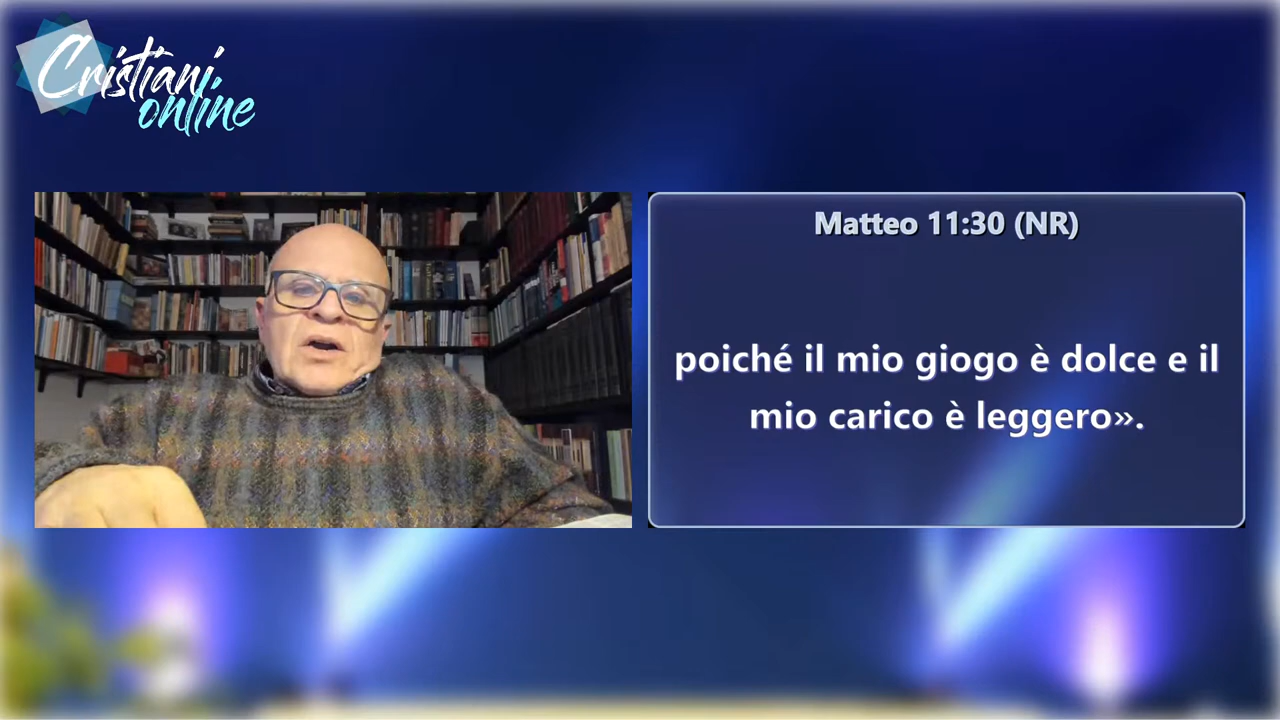 Cristiani
online
Matteo 11:30 (NR)
poiché il mio giogo è dolce e il
mio carico è leggero».